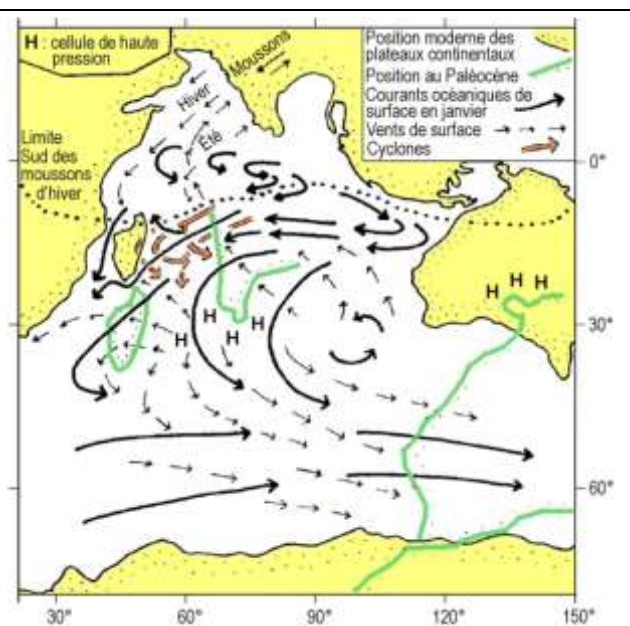 H : cellule de haute
pression
Moussons
Hiver
Été
Limite
Sud des
moussons
d'hiver
Position moderne des
plateaux continentaux
Position au Paléocène
Courants océaniques de
surface en janvier
Vents de surface
Cyclones
0°
30°
60°
H H H
H H H
H
30° 60° 90° 120° 150°